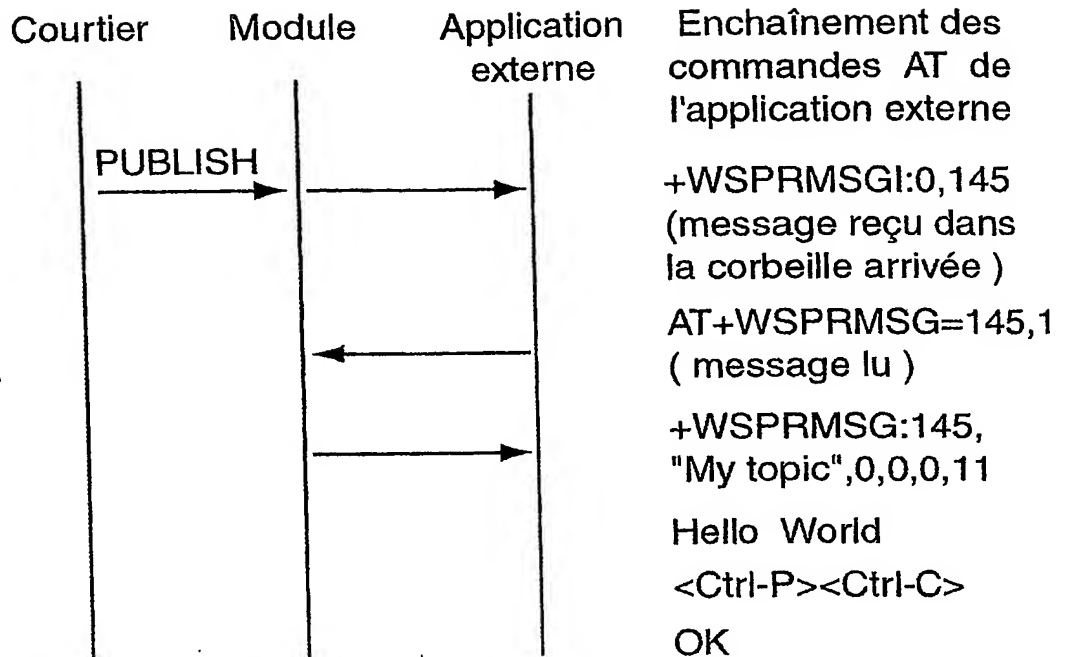 Courtier Module Application externe
Enchaînement des
commandes AT de
l'application externe
PUBLISH
+WSPRMSGI:0,145
(message reçu dans
la corbeille arrivée )
AT+WSPRMSG=145,1
( message lu )
+WSPRMSG:145,
"My topic",0,0,0,11
Hello World
<Ctrl-P><Ctrl-C>
OK